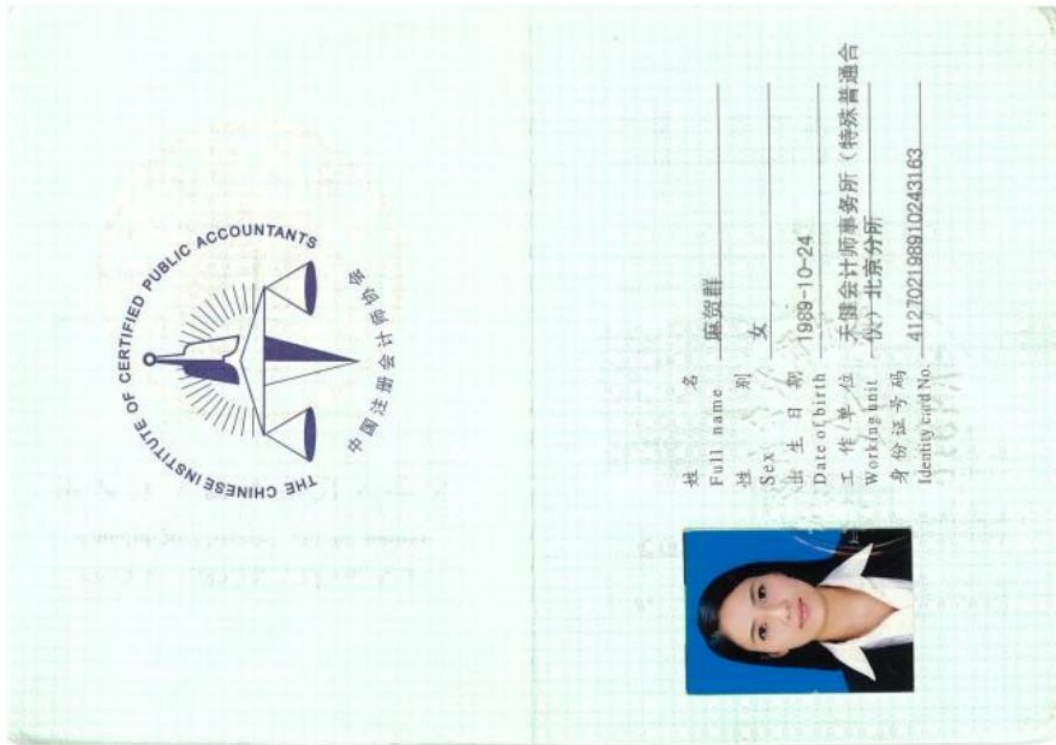 THE CHINESE INSTITUTE OF CERTIFIED PUBLIC ACCOUNTANTS
中国注册会计师协会
姓 名 麻贺群
Full name
性 别 女
Sex
出 生 日 期 1989-10-24
Date of birth
工 作 单 位 天健会计师事务所（特殊普通合
Working unit 伙）北京分所
身份证号码 412702198910243163
Identity card No.